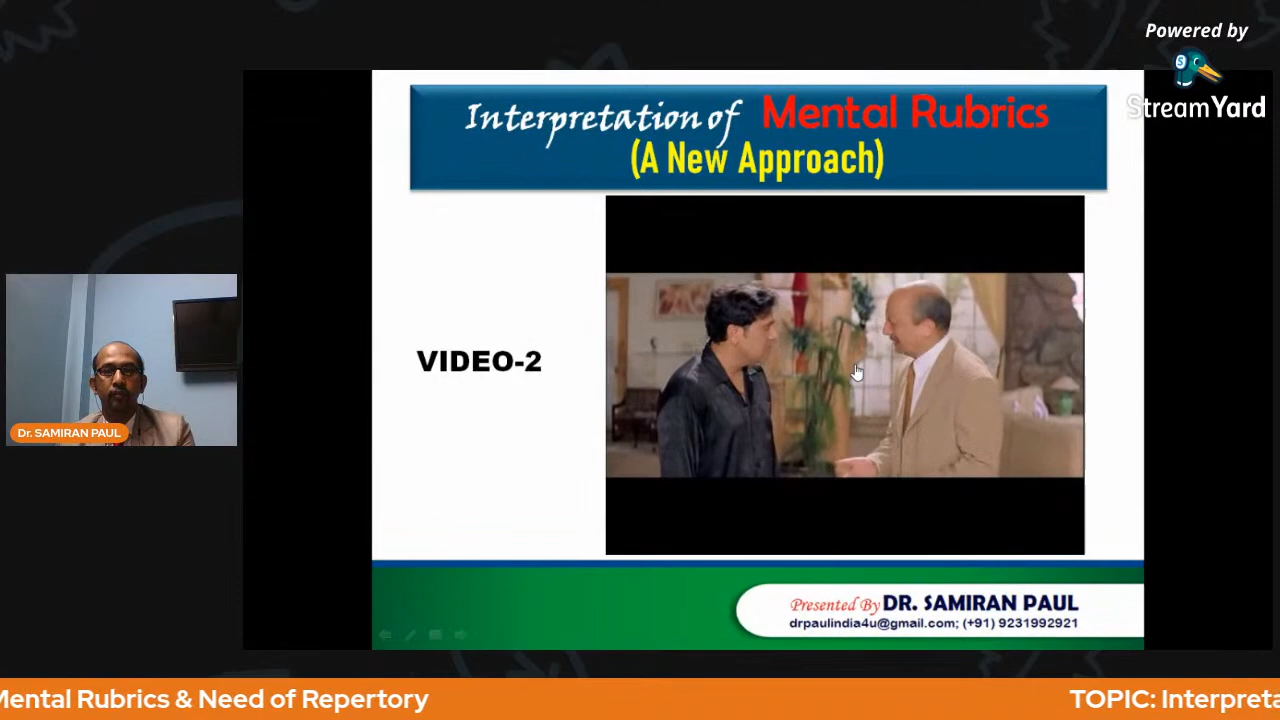 Powered by
StreamYard
Interpretation of Mental Rubrics
(A New Approach)
VIDEO-2
Dr. SAMIRAN PAUL
Presented By DR. SAMIRAN PAUL
drpaulindia4u@gmail.com; (+91) 9231992921
Mental Rubrics & Need of Repertory
TOPIC: Interpreta